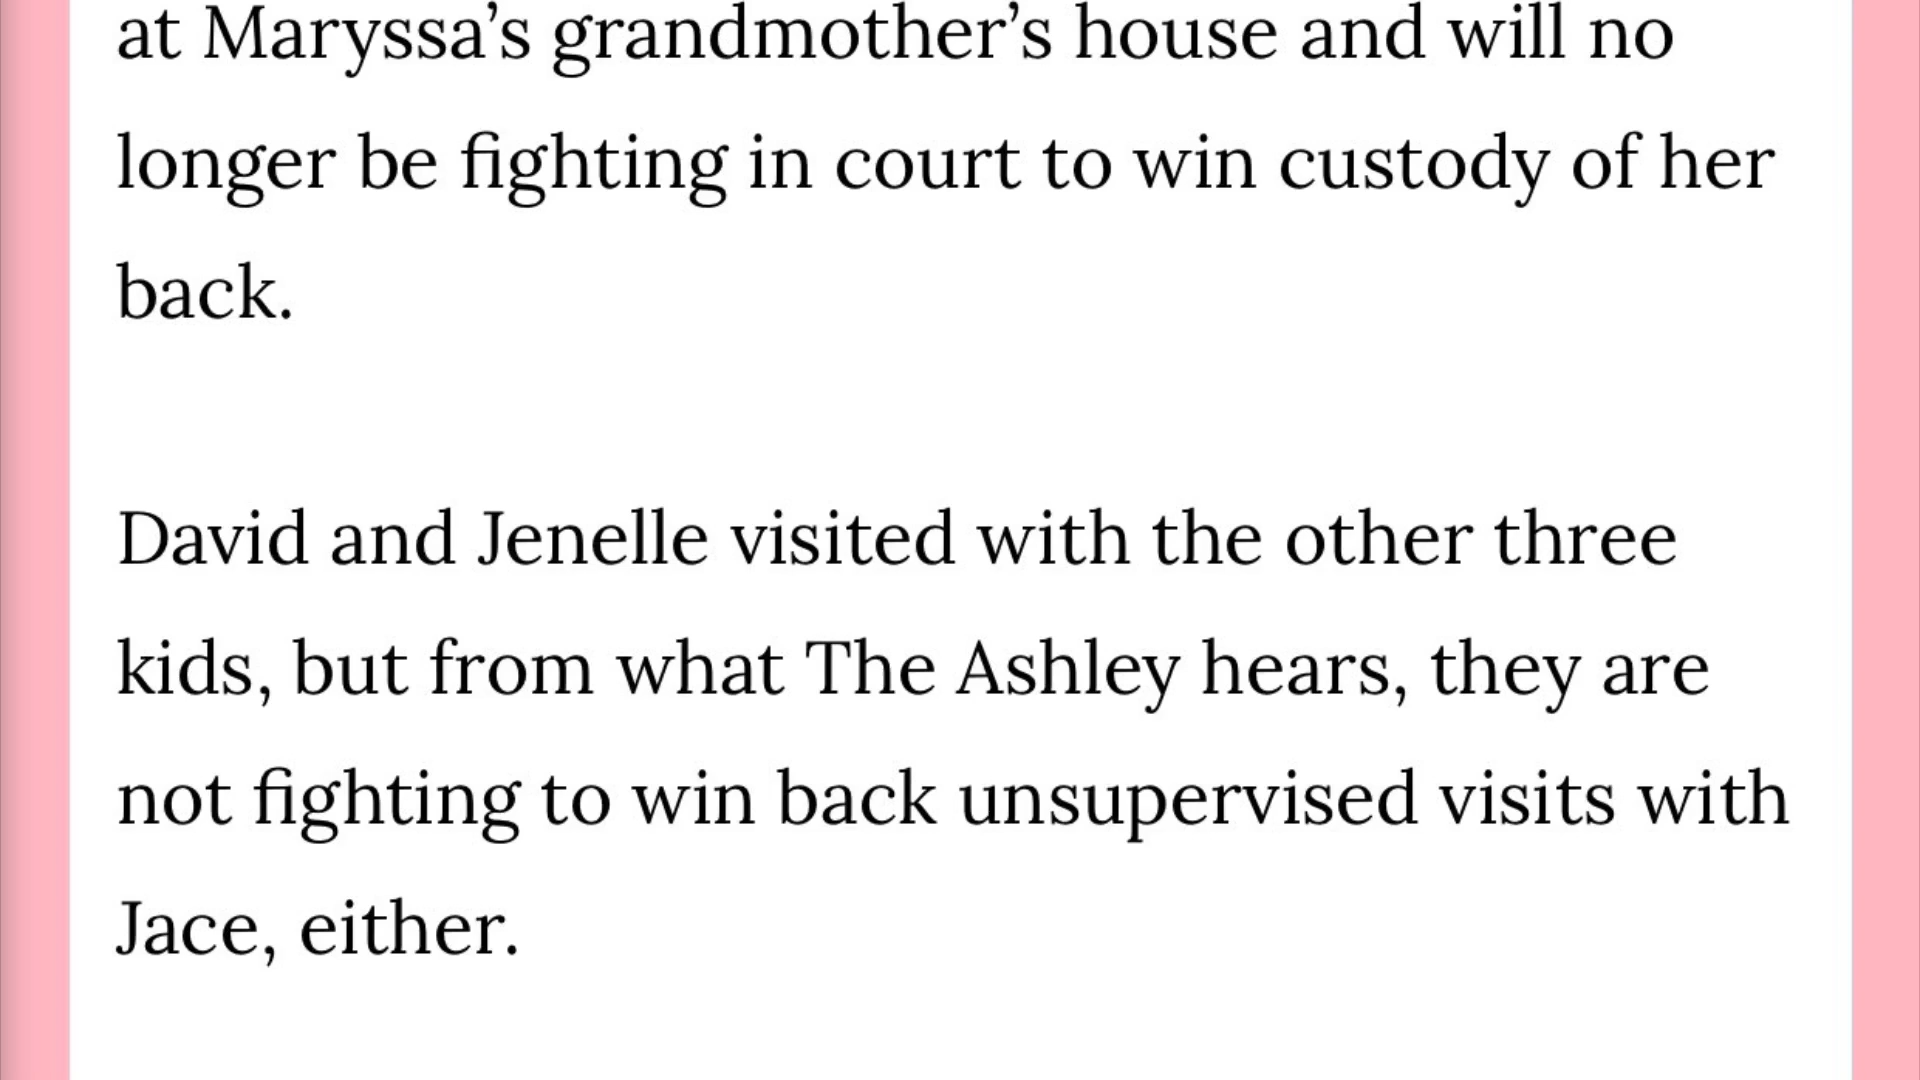 at Maryssa’s grandmother’s house and will no
longer be fighting in court to win custody of her
back.
David and Jenelle visited with the other three
kids, but from what The Ashley hears, they are
not fighting to win back unsupervised visits with
Jace, either.